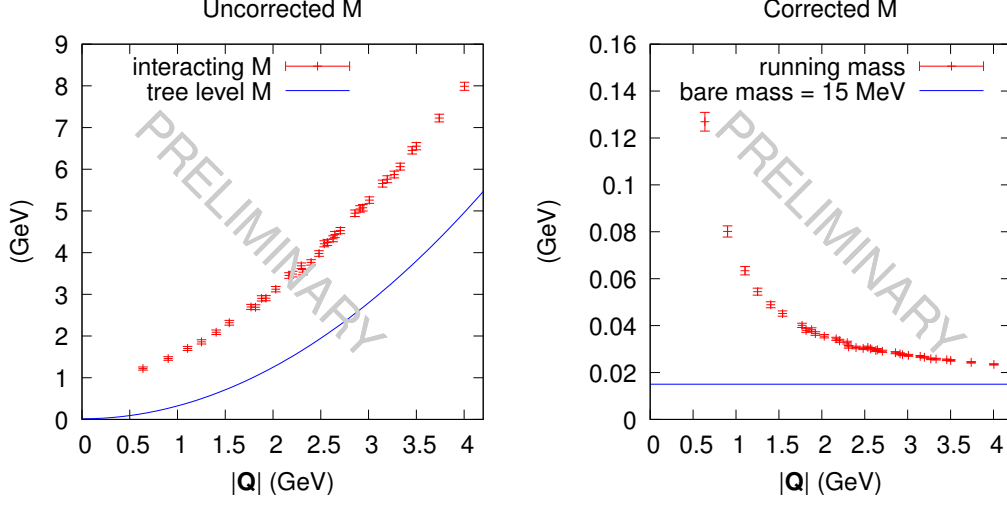 Uncorrected M
9
8
7
6
5
4
3
2
1
0
(GeV)
interacting M
tree level M
PRELIMINARY
0 0.5 1 1.5 2 2.5 3 3.5 4
|Q| (GeV)
Corrected M
0.16
0.14
0.12
0.1
0.08
0.06
0.04
0.02
0
(GeV)
running mass
bare mass = 15 MeV
PRELIMINARY
0 0.5 1 1.5 2 2.5 3 3.5 4
|Q| (GeV)